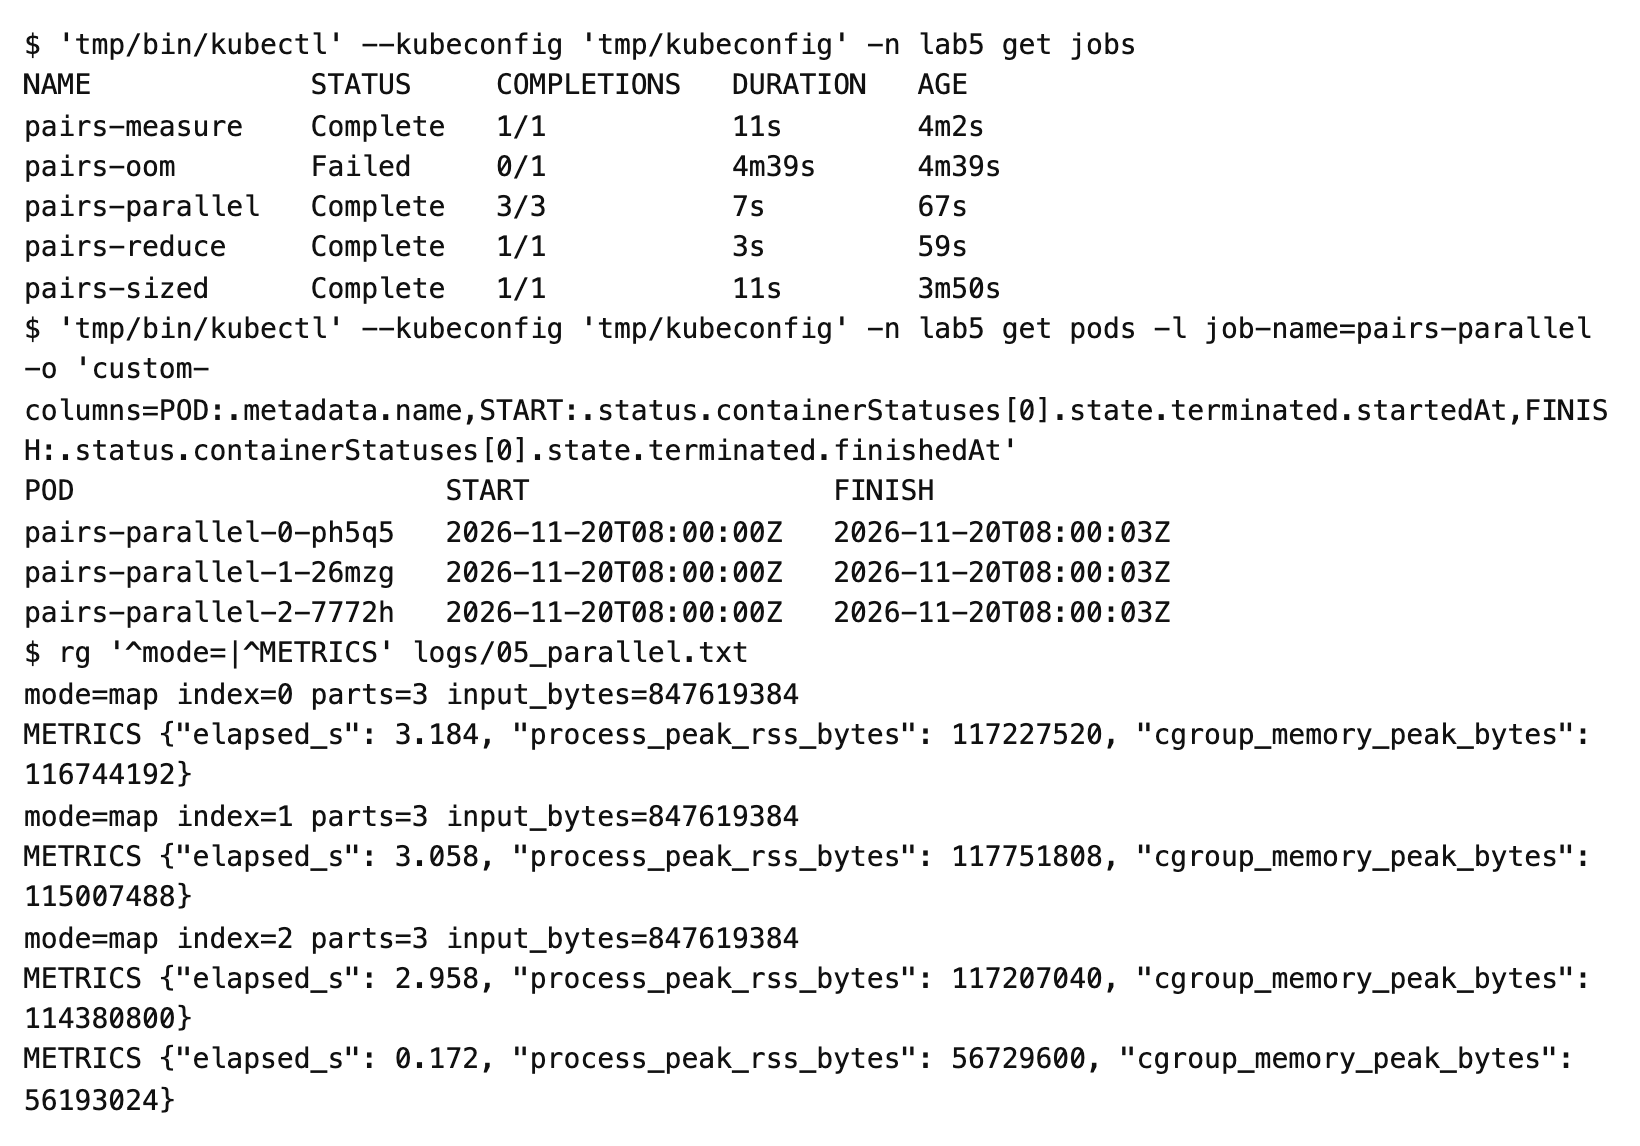 $ 'tmp/bin/kubectl' --kubeconfig 'tmp/kubeconfig' -n lab5 get jobs
NAME             STATUS     COMPLETIONS   DURATION   AGE
pairs-measure    Complete   1/1           11s        4m2s
pairs-oom        Failed     0/1           4m39s      4m39s
pairs-parallel   Complete   3/3           7s         67s
pairs-reduce     Complete   1/1           3s         59s
pairs-sized      Complete   1/1           11s        3m50s
$ 'tmp/bin/kubectl' --kubeconfig 'tmp/kubeconfig' -n lab5 get pods -l job-name=pairs-parallel
-o 'custom-
columns=POD:.metadata.name,START:.status.containerStatuses[0].state.terminated.startedAt,FINIS
H:.status.containerStatuses[0].state.terminated.finishedAt'
POD                      START                  FINISH
pairs-parallel-0-ph5q5   2026-11-20T08:00:00Z   2026-11-20T08:00:03Z
pairs-parallel-1-26mzg   2026-11-20T08:00:00Z   2026-11-20T08:00:03Z
pairs-parallel-2-7772h   2026-11-20T08:00:00Z   2026-11-20T08:00:03Z
$ rg '^mode=|^METRICS' logs/05_parallel.txt
mode=map index=0 parts=3 input_bytes=847619384
METRICS {"elapsed_s": 3.184, "process_peak_rss_bytes": 117227520, "cgroup_memory_peak_bytes":
116744192}
mode=map index=1 parts=3 input_bytes=847619384
METRICS {"elapsed_s": 3.058, "process_peak_rss_bytes": 117751808, "cgroup_memory_peak_bytes":
115007488}
mode=map index=2 parts=3 input_bytes=847619384
METRICS {"elapsed_s": 2.958, "process_peak_rss_bytes": 117207040, "cgroup_memory_peak_bytes":
114380800}
METRICS {"elapsed_s": 0.172, "process_peak_rss_bytes": 56729600, "cgroup_memory_peak_bytes":
56193024}